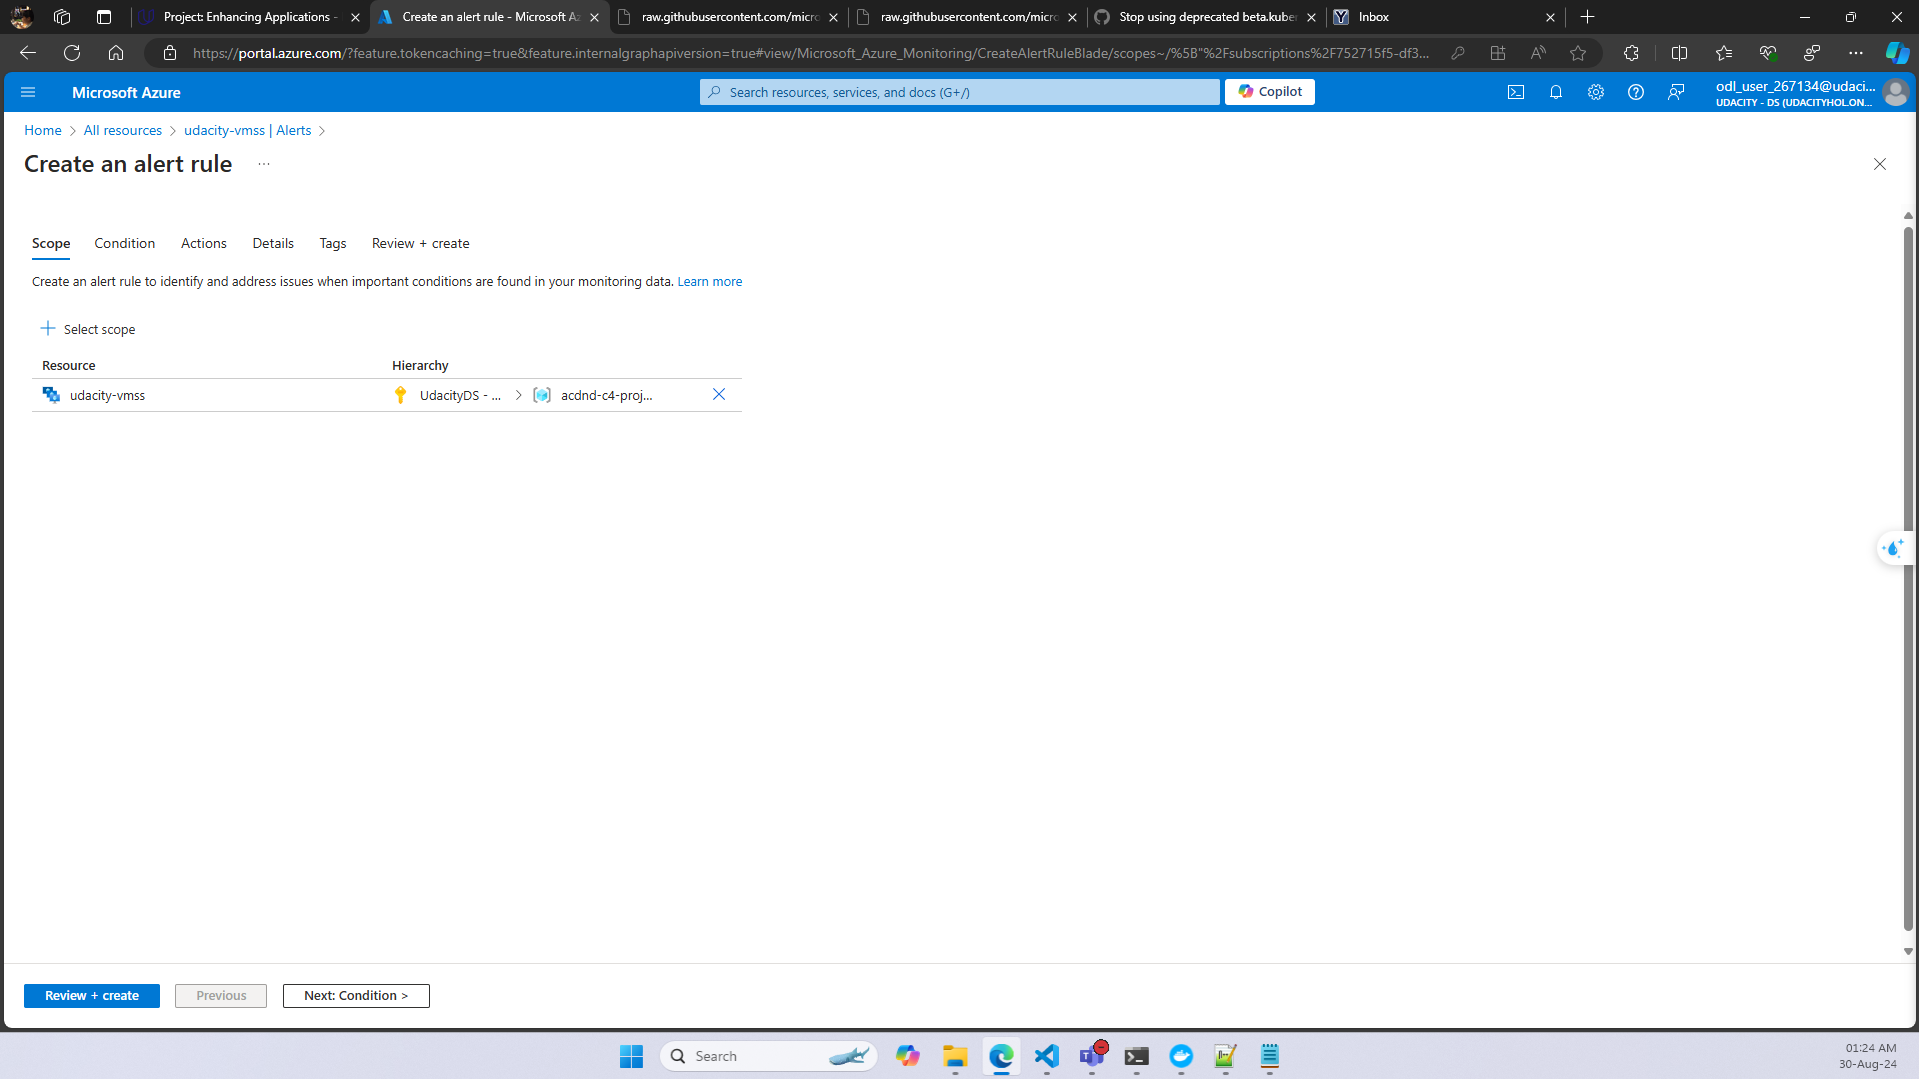 Project: Enhancing Applications -
Create an alert rule - Microsoft Az
raw.githubusercontent.com/micro
raw.githubusercontent.com/micro
Stop using deprecated beta.kuber
Inbox
https://portal.azure.com/?feature.tokencaching=true&feature.internalgraphapiversion=true#view/Microsoft_Azure_Monitoring/CreateAlertRuleBlade/scopes~/%5B"%2Fsubscriptions%2F752715f5-df3...
Microsoft Azure
Search resources, services, and docs (G+/)
Copilot
odl_user_267134@udaci...
UDACITY - DS (UDACITYHOL.ON...
Home > All resources > udacity-vmss | Alerts >
Create an alert rule ...
Scope Condition Actions Details Tags Review + create
Create an alert rule to identify and address issues when important conditions are found in your monitoring data. Learn more
+ Select scope
Resource Hierarchy
udacity-vmss UdacityDS - ... > acdnd-c4-proj...
Review + create Previous Next: Condition >
Search
01:24 AM
30-Aug-24